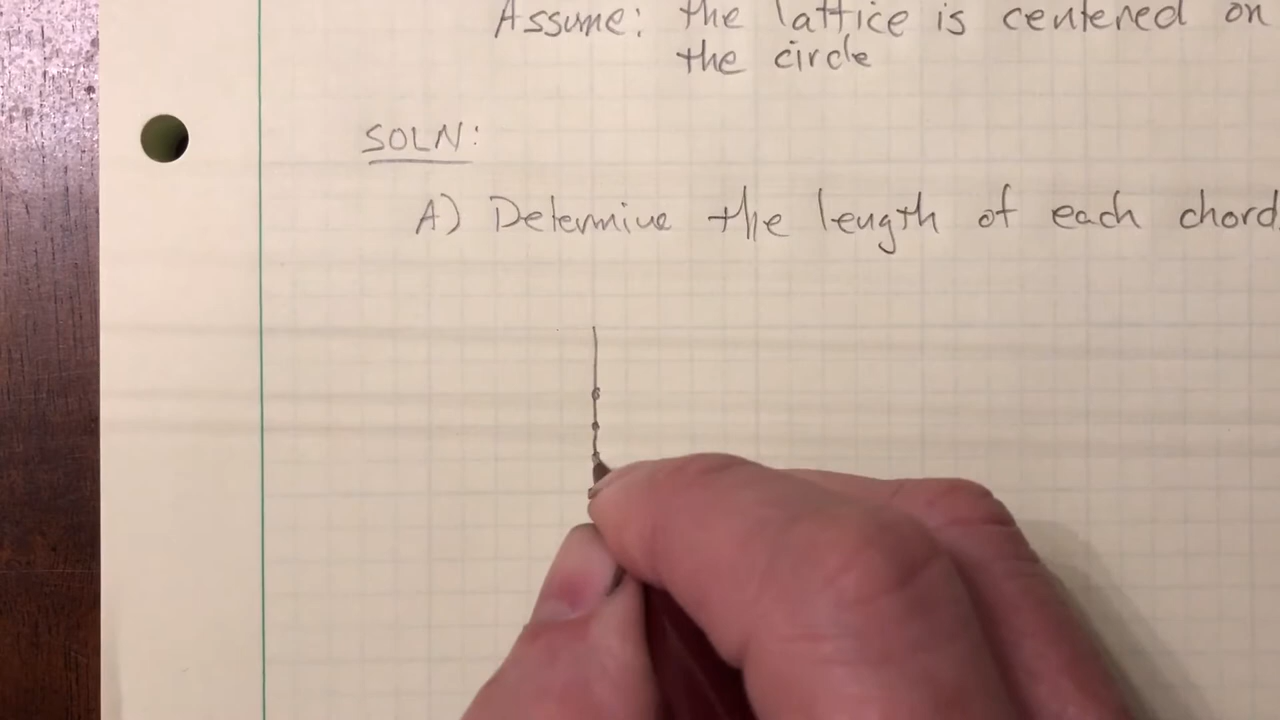 Assume: the lattice is centered on
the circle
SOLN:
A) Determine the length of each chord.